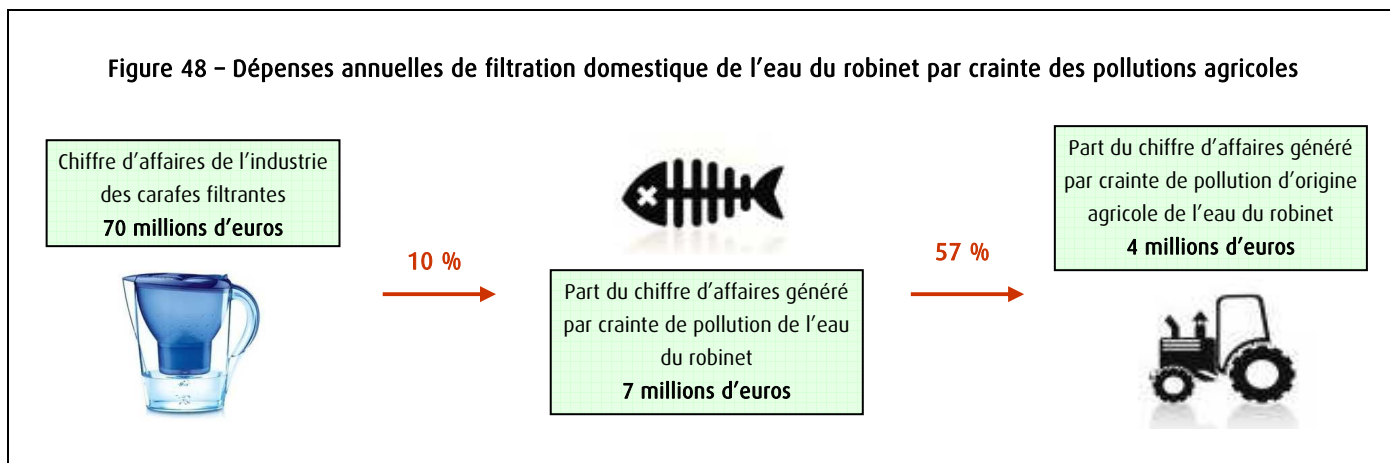 Figure 48 – Dépenses annuelles de filtration domestique de l'eau du robinet par crainte des pollutions agricoles
Chiffre d'affaires de l'industrie
des carafes filtrantes
70 millions d'euros
10 %
Part du chiffre d'affaires généré
par crainte de pollution de l'eau
du robinet
7 millions d'euros
57 %
Part du chiffre d'affaires généré
par crainte de pollution d'origine
agricole de l'eau du robinet
4 millions d'euros